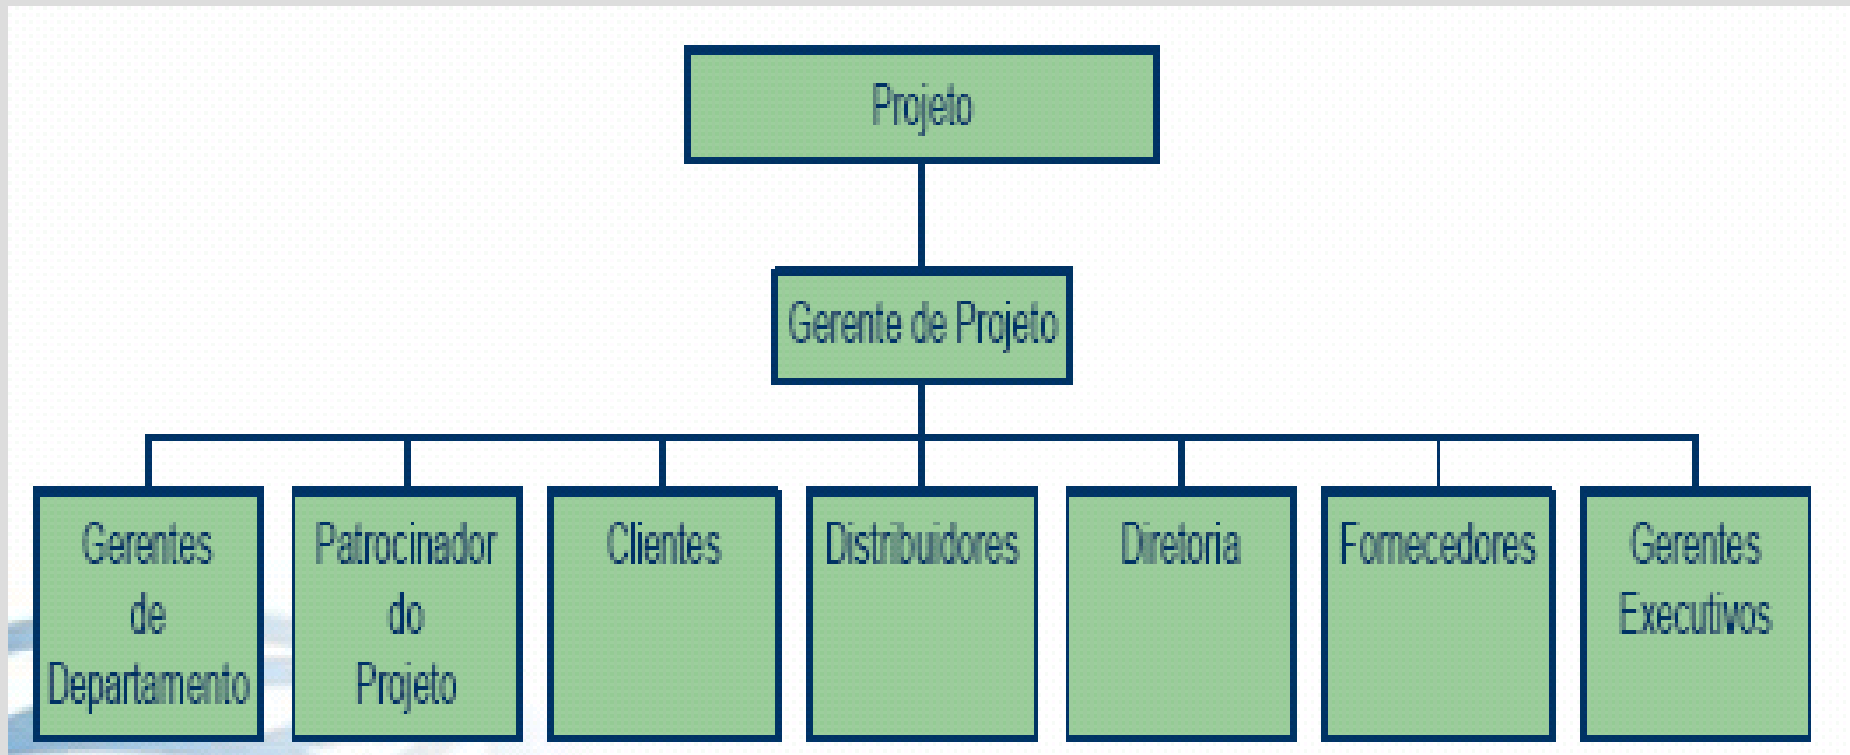 Projeto
Gerente de Projeto
Gerentes
de
Departamento
Patrocinador
do
Projeto
Clientes
Distribuidores
Diretoria
Fornecedores
Gerentes
Executivos